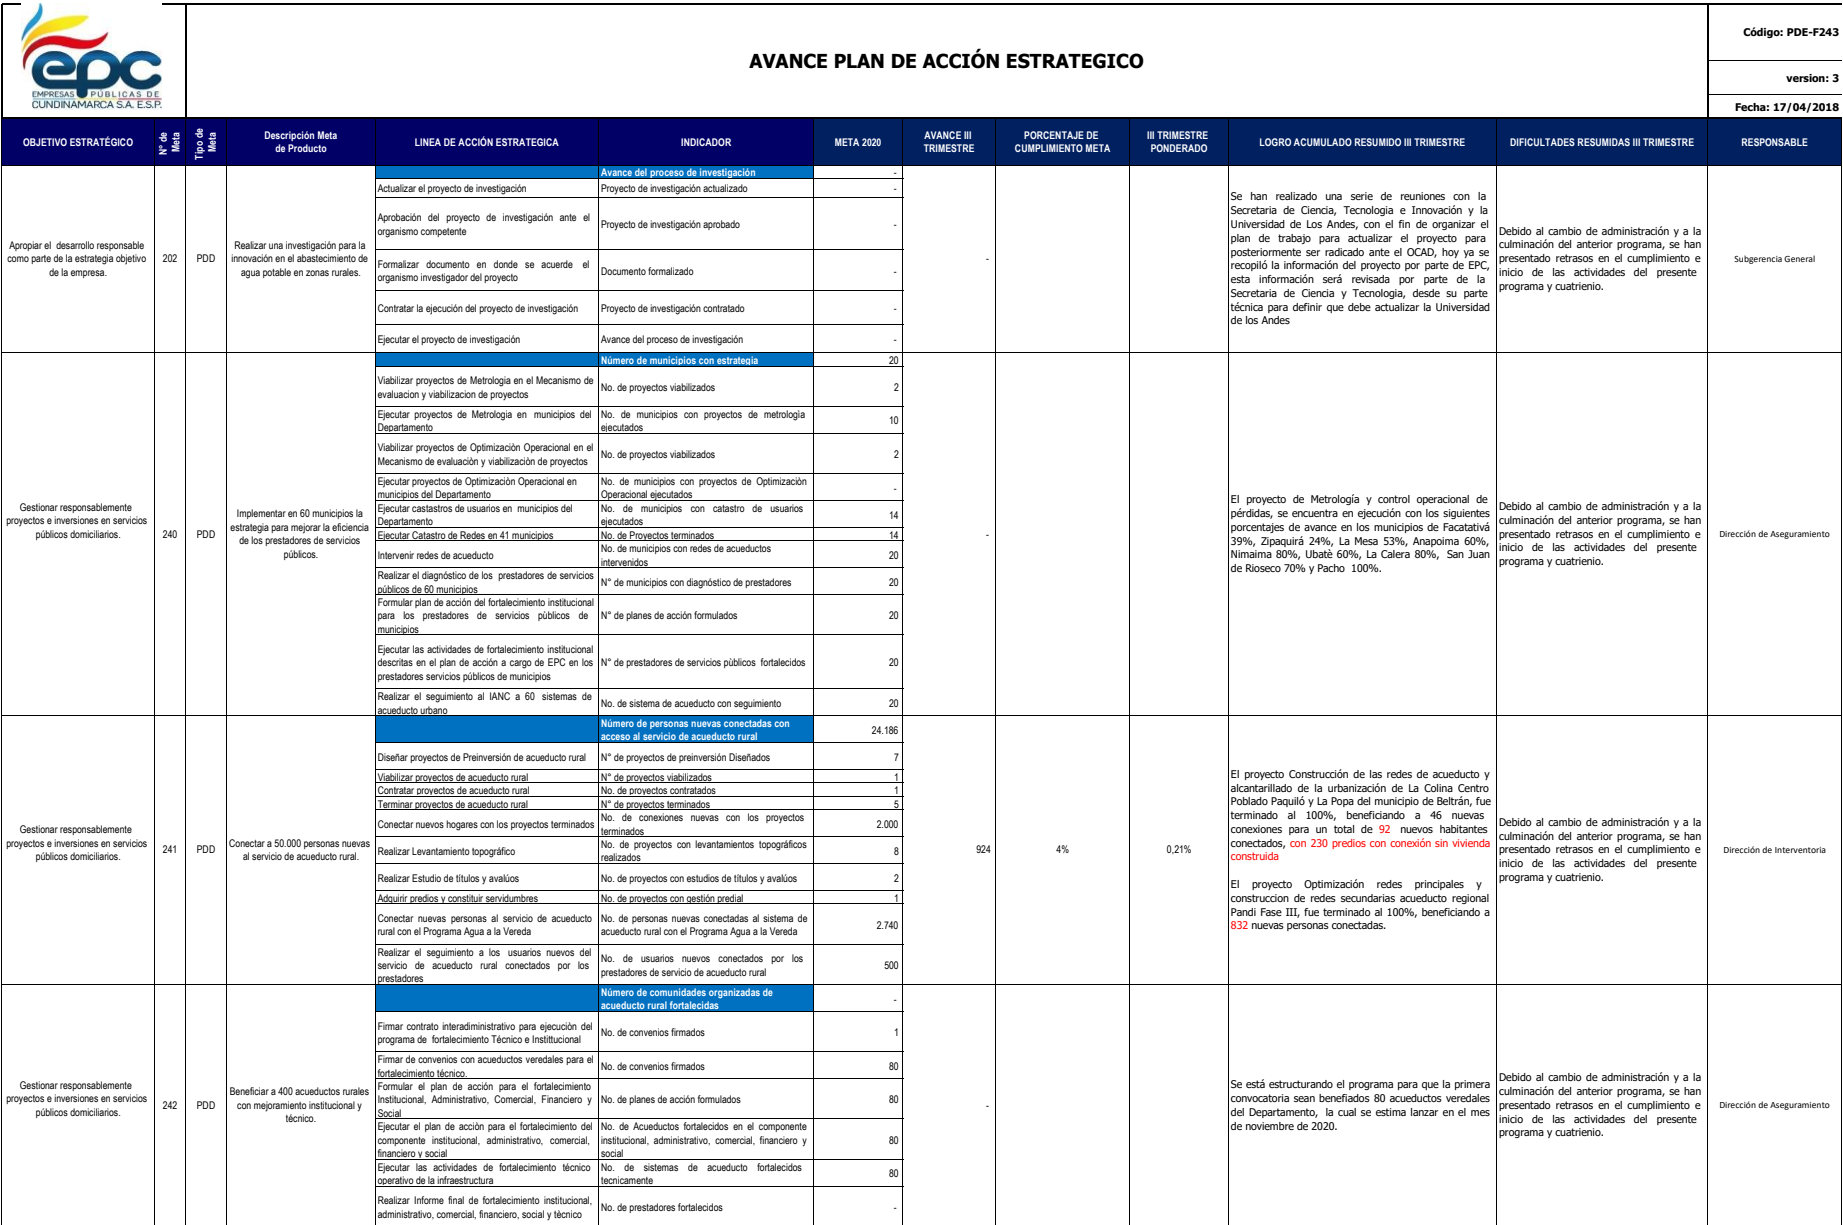 epc
EMPRESAS PÚBLICAS DE
CUNDINAMARCA S.A. E.S.P.
AVANCE PLAN DE ACCIÓN ESTRATEGICO
Código: PDE-F243
version: 3
Fecha: 17/04/2018
OBJETIVO ESTRATÉGICO
N° de
Meta
Tipo de
Meta
Descripción Meta
de Producto
LINEA DE ACCIÓN ESTRATEGICA
INDICADOR
META 2020
AVANCE III
TRIMESTRE
PORCENTAJE DE
CUMPLIMIENTO META
III TRIMESTRE
PONDERADO
LOGRO ACUMULADO RESUMIDO III TRIMESTRE
DIFICULTADES RESUMIDAS III TRIMESTRE
RESPONSABLE
Apropiar el desarrollo responsable
como parte de la estrategia objetivo
de la empresa.
202
PDD
Realizar una investigación para la
innovación en el abastecimiento de
agua potable en zonas rurales.
Avance del proceso de investigación
-
Actualizar el proyecto de investigación
Proyecto de investigación actualizado
-
Aprobación del proyecto de investigación ante el
organismo competente
Proyecto de investigación aprobado
-
Formalizar documento en donde se acuerde el
organismo investigador del proyecto
Documento formalizado
-
Contratar la ejecución del proyecto de investigación
Proyecto de investigación contratado
-
Ejecutar el proyecto de investigación
Avance del proceso de investigación
-
-
Se han realizado una serie de reuniones con la
Secretaria de Ciencia, Tecnologia e Innovación y la
Universidad de Los Andes, con el fin de organizar el
plan de trabajo para actualizar el proyecto para
posteriormente ser radicado ante el OCAD, hoy ya se
recopiló la información del proyecto por parte de EPC,
esta información será revisada por parte de la
Secretaria de Ciencia y Tecnologia, desde su parte
técnica para definir que debe actualizar la Universidad
de los Andes
Debido al cambio de administración y a la
culminación del anterior programa, se han
presentado retrasos en el cumplimiento e
inicio de las actividades del presente
programa y cuatrienio.
Subgerencia General
Gestionar responsablemente
proyectos e inversiones en servicios
públicos domiciliarios.
240
PDD
Implementar en 60 municipios la
estrategia para mejorar la eficiencia
de los prestadores de servicios
públicos.
Número de municipios con estrategia
20
Viabilizar proyectos de Metrologia en el Mecanismo de
evaluacion y viabilizacion de proyectos
No. de proyectos viabilizados
2
Ejecutar proyectos de Metrologia en municipios del
Departamento
No. de municipios con proyectos de metrología
ejecutados
10
Viabilizar proyectos de Optimizaciòn Operacional en el
Mecanismo de evaluaciòn y viabilizaciòn de proyectos
No. de proyectos viabilizados
2
Ejecutar proyectos de Optimizaciòn Operacional en
municipios del Departamento
No. de municipios con proyectos de Optimizaciòn
Operacional ejecutados
-
Ejecutar castastros de usuarios en municipios del
Departamento
No. de municipios con catastro de usuarios
ejecutados
14
Ejecutar Catastro de Redes en 41 municipios
No. de Proyectos terminados
14
Intervenir redes de acueducto
No. de municipios con redes de acueductos
intervenidos
20
Realizar el diagnóstico de los prestadores de servicios
públicos de 60 municipios
N° de municipios con diagnóstico de prestadores
20
Formular plan de acción del fortalecimiento institucional
para los prestadores de servicios pùblicos de
municipios
N° de planes de acción formulados
20
Ejecutar las actividades de fortalecimiento institucional
descritas en el plan de acción a cargo de EPC en los
prestadores servicios públicos de municipios
N° de prestadores de servicios pùblicos fortalecidos
20
Realizar el seguimiento al IANC a 60 sistemas de
acueducto urbano
No. de sistema de acueducto con seguimiento
20
-
El proyecto de Metrología y control operacional de
pérdidas, se encuentra en ejecución con los siguientes
porcentajes de avance en los municipios de Facatativá
39%, Zipaquirá 24%, La Mesa 53%, Anapoima 60%,
Nimaima 80%, Ubatè 60%, La Calera 80%, San Juan
de Rioseco 70% y Pacho 100%.
Debido al cambio de administración y a la
culminación del anterior programa, se han
presentado retrasos en el cumplimiento e
inicio de las actividades del presente
programa y cuatrienio.
Dirección de Aseguramiento
Gestionar responsablemente
proyectos e inversiones en servicios
públicos domiciliarios.
241
PDD
Conectar a 50.000 personas nuevas
al servicio de acueducto rural.
Número de personas nuevas conectadas con
acceso al servicio de acueducto rural
24.186
Diseñar proyectos de Preinversión de acueducto rural
N° de proyectos de preinversión Diseñados
7
Viabilizar proyectos de acueducto rural
N° de proyectos viabilizados
1
Contratar proyectos de acueducto rural
No. de proyectos contratados
1
Terminar proyectos de acueducto rural
N° de proyectos terminados
5
Conectar nuevos hogares con los proyectos terminados
No. de conexiones nuevas con los proyectos
terminados
2.000
Realizar Levantamiento topográfico
No. de proyectos con levantamientos topográficos
realizados
8
Realizar Estudio de títulos y avalúos
No. de proyectos con estudios de títulos y avalúos
2
Adquirir predios y constituir servidumbres
No. de proyectos con gestión predial
1
Conectar nuevas personas al servicio de acueducto
rural con el Programa Agua a la Vereda
No. de personas nuevas conectadas al sistema de
acueducto rural con el Programa Agua a la Vereda
2.740
Realizar el seguimiento a los usuarios nuevos del
servicio de acueducto rural conectados por los
prestadores
No. de usuarios nuevos conectados por los
prestadores de servicio de acueducto rural
500
924
4%
0,21%
El proyecto Construcción de las redes de acueducto y
alcantarillado de la urbanización de La Colina Centro
Poblado Paquiló y La Popa del municipio de Beltrán, fue
terminado al 100%, beneficiando a 46 nuevas
conexiones para un total de 92 nuevos habitantes
conectados, con 230 predios con conexión sin vivienda
construida
El proyecto Optimización redes principales y
construccion de redes secundarias acueducto regional
Pandi Fase III, fue terminado al 100%, beneficiando a
832 nuevas personas conectadas.
Debido al cambio de administración y a la
culminación del anterior programa, se han
presentado retrasos en el cumplimiento e
inicio de las actividades del presente
programa y cuatrienio.
Dirección de Interventoria
Gestionar responsablemente
proyectos e inversiones en servicios
públicos domiciliarios.
242
PDD
Beneficiar a 400 acueductos rurales
con mejoramiento institucional y
técnico.
Número de comunidades organizadas de
acueducto rural fortalecidas
-
Firmar contrato interadiministrativo para ejecuciòn del
programa de fortalecimiento Técnico e Instittucional
No. de convenios firmados
1
Firmar de convenios con acueductos veredales para el
fortalecimiento técnico.
No. de convenios firmados
80
Formular el plan de acción para el fortalecimiento
Institucional, Administrativo, Comercial, Financiero y
Social
No. de planes de acción formulados
80
Ejecutar el plan de acciòn para el fortalecimiento del
componente institucional, administrativo, comercial,
financiero y social
No. de Acueductos fortalecidos en el componente
institucional, administrativo, comercial, financiero y
social
80
Ejecutar las actividades de fortalecimiento técnico
operativo de la infraestructura
No. de sistemas de acueducto fortalecidos
tecnicamente
80
Realizar Informe final de fortalecimiento institucional,
administrativo, comercial, financiero, social y tècnico
No. de prestadores fortalecidos
-
-
Se está estructurando el programa para que la primera
convocatoria sean benefiados 80 acueductos veredales
del Departamento, la cual se estima lanzar en el mes
de noviembre de 2020.
Debido al cambio de administración y a la
culminación del anterior programa, se han
presentado retrasos en el cumplimiento e
inicio de las actividades del presente
programa y cuatrienio.
Dirección de Aseguramiento